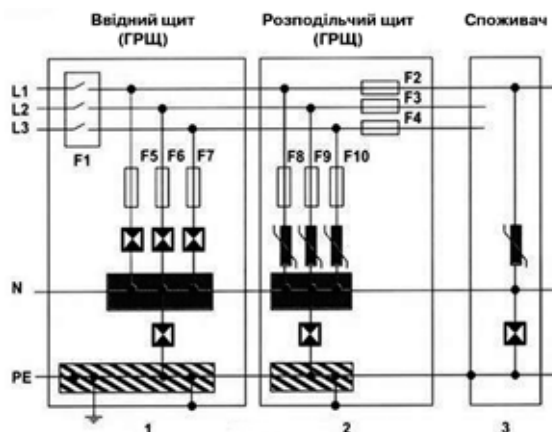 Ввідний щит Розподільчий щит Споживач
(ГРЩ) (ГРЩ)
L1 F2
L2 F3
L3 F4
F1 F5 F6 F7 F8 F9 F10
N
PE
1 2 3